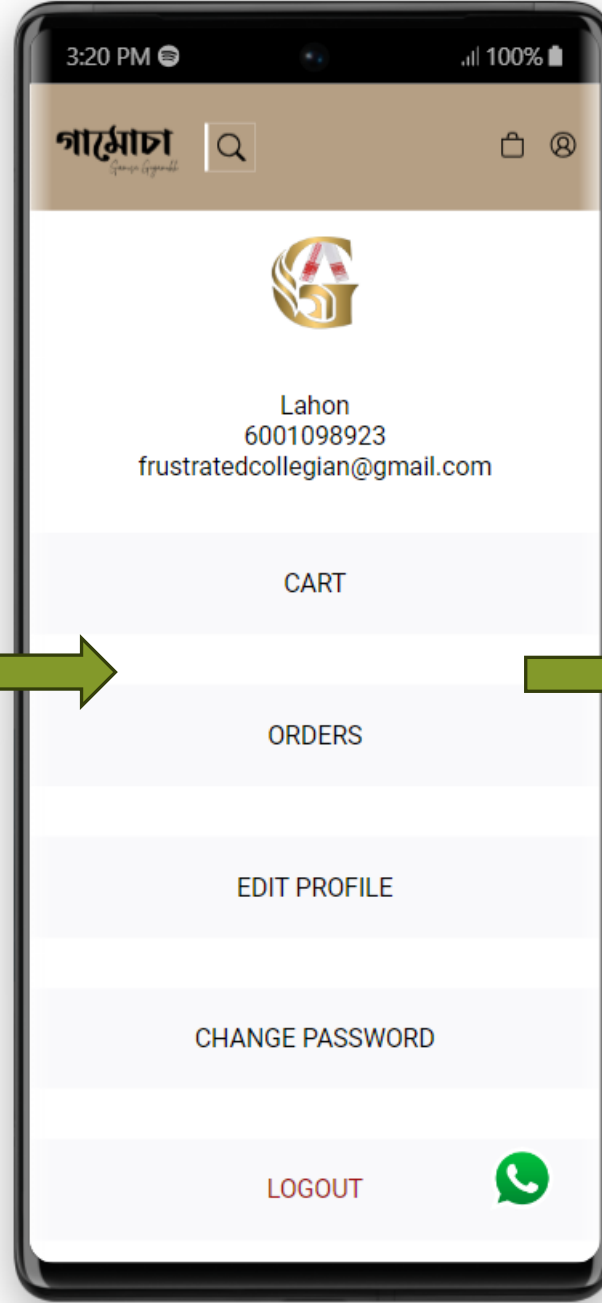 3:20 PM 100%
গামোচা
Lahon
6001098923
frustratedcollegian@gmail.com
CART
ORDERS
EDIT PROFILE
CHANGE PASSWORD
LOGOUT